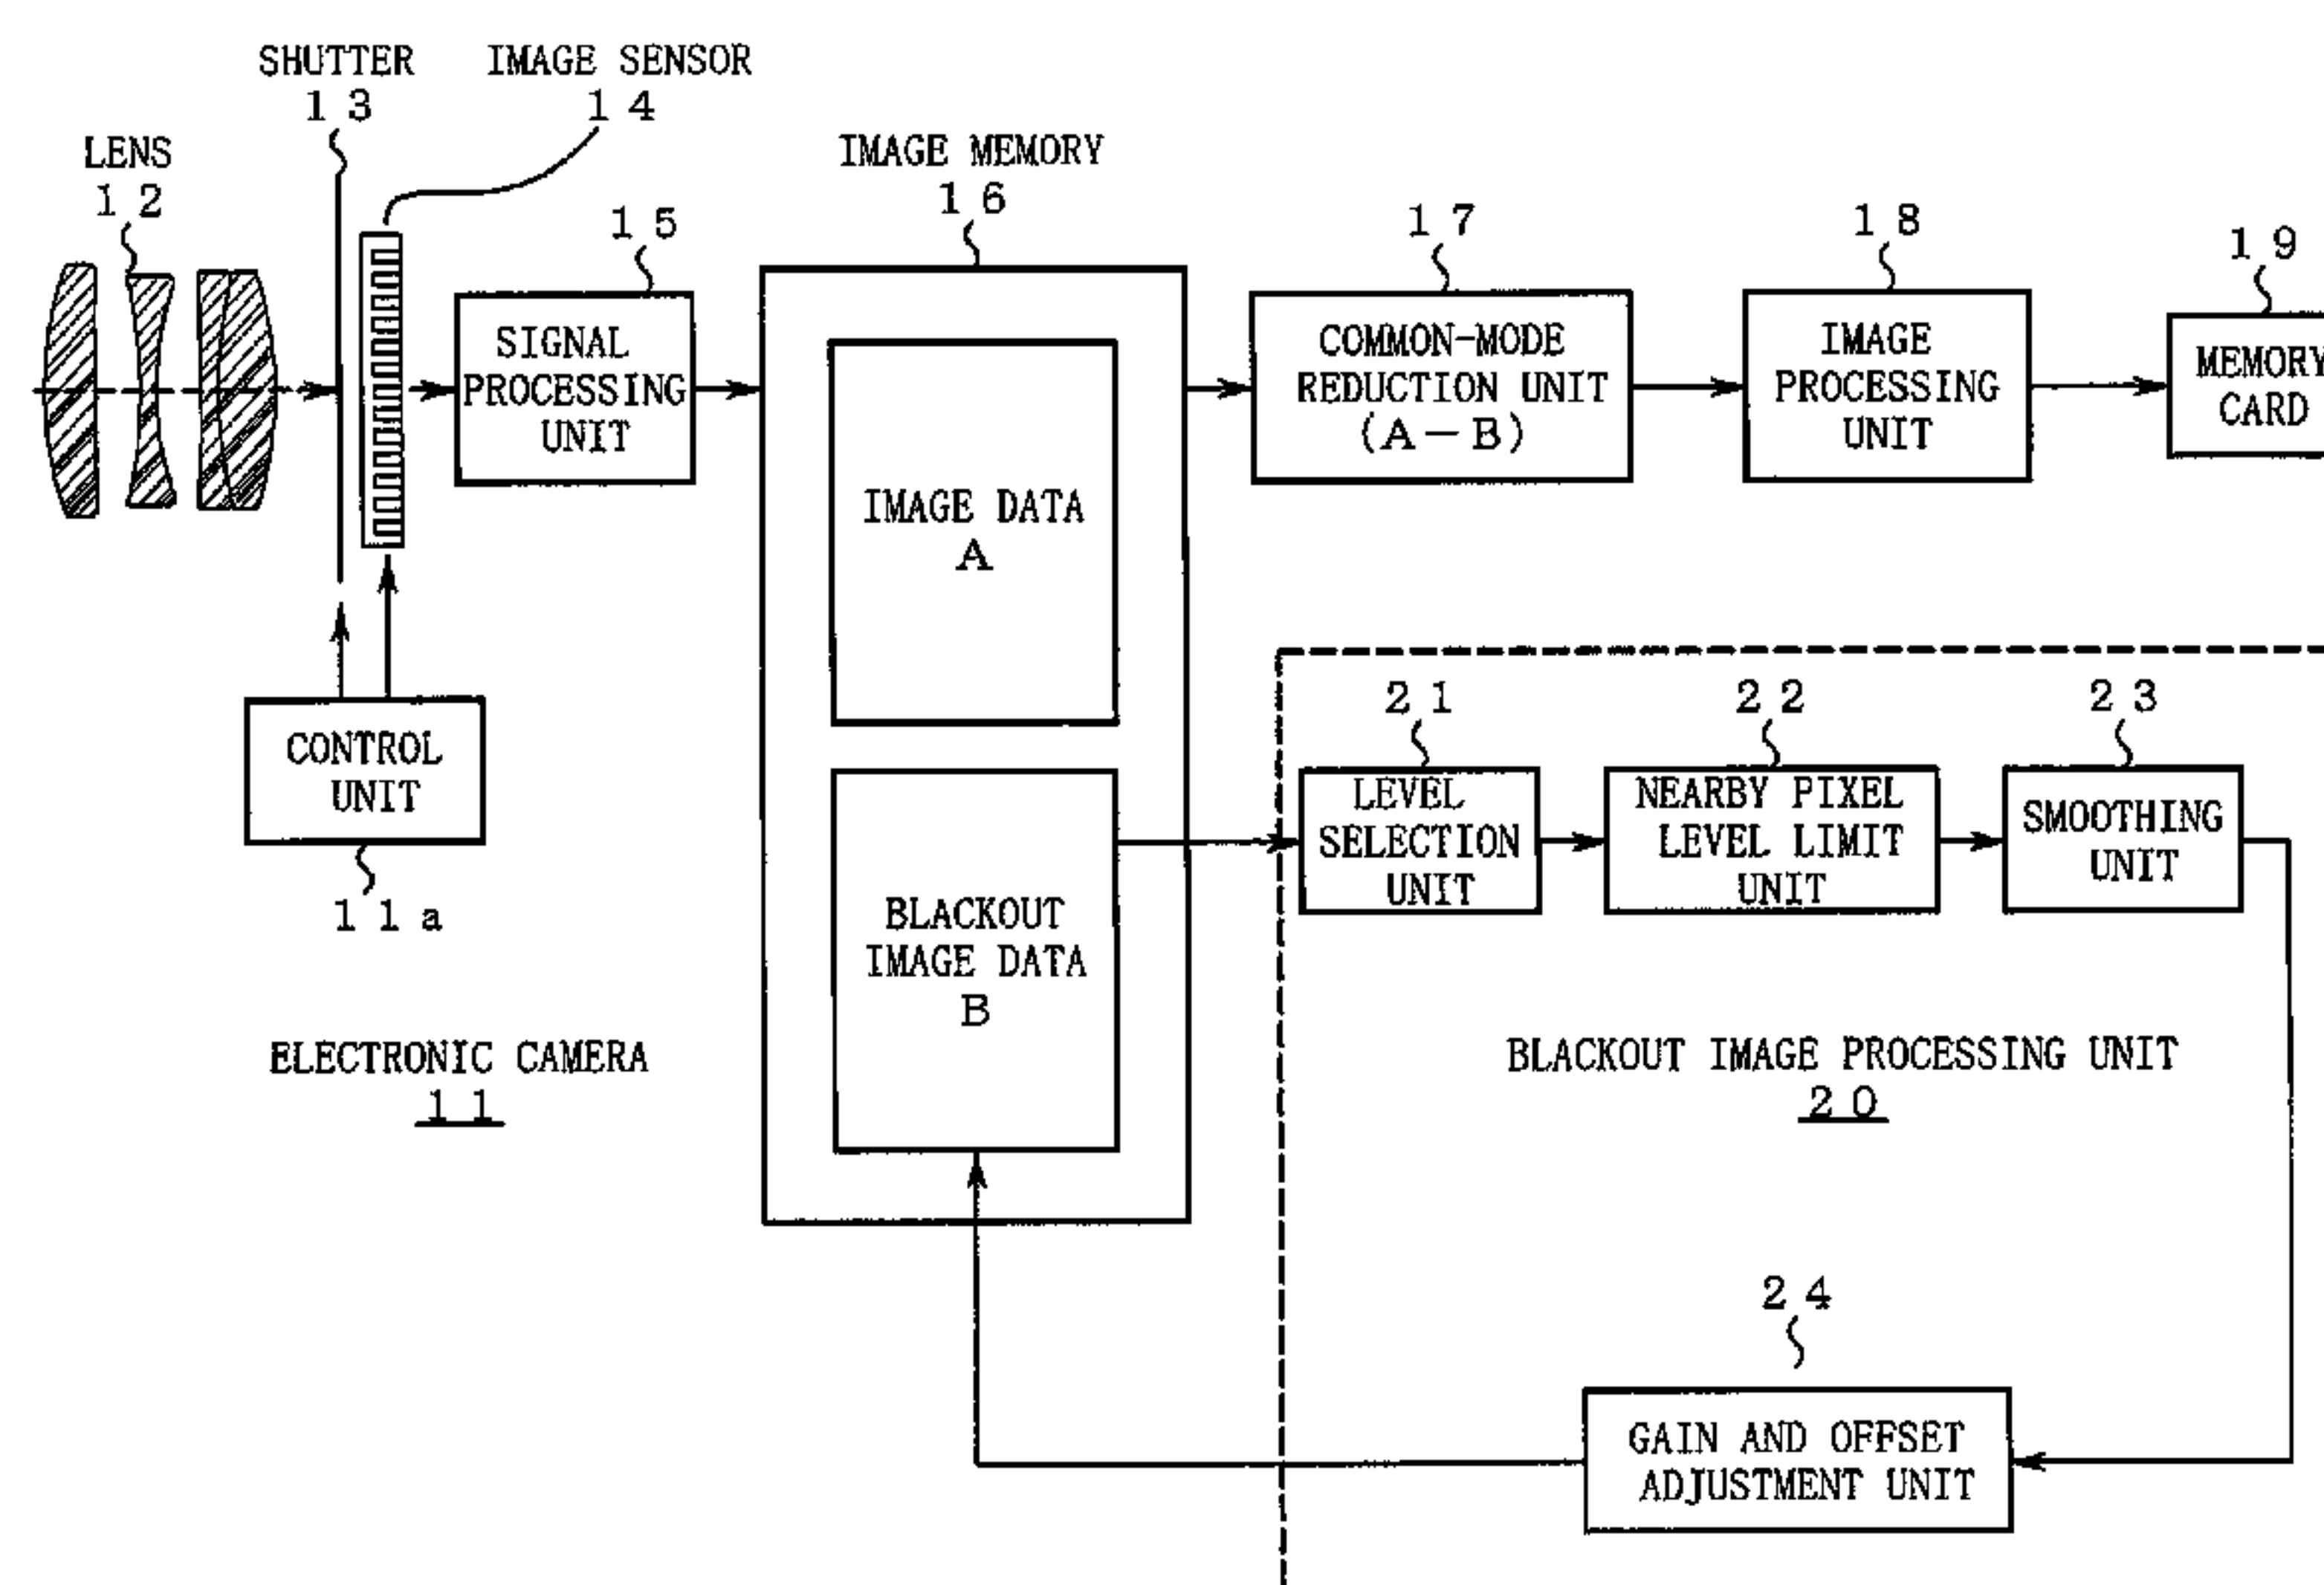 SHUTTER
13
IMAGE SENSOR
14
LENS
12
15
IMAGE MEMORY
16
17
18
19
SIGNAL
PROCESSING
UNIT
COMMON-MODE
REDUCTION UNIT
(A-B)
IMAGE
PROCESSING
UNIT
MEMORY
CARD
IMAGE DATA
A
CONTROL
UNIT
11a
21
22
23
LEVEL
SELECTION
UNIT
NEARBY PIXEL
LEVEL LIMIT
UNIT
SMOOTHING
UNIT
BLACKOUT
IMAGE DATA
B
ELECTRONIC CAMERA
11
BLACKOUT IMAGE PROCESSING UNIT
20
24
GAIN AND OFFSET
ADJUSTMENT UNIT